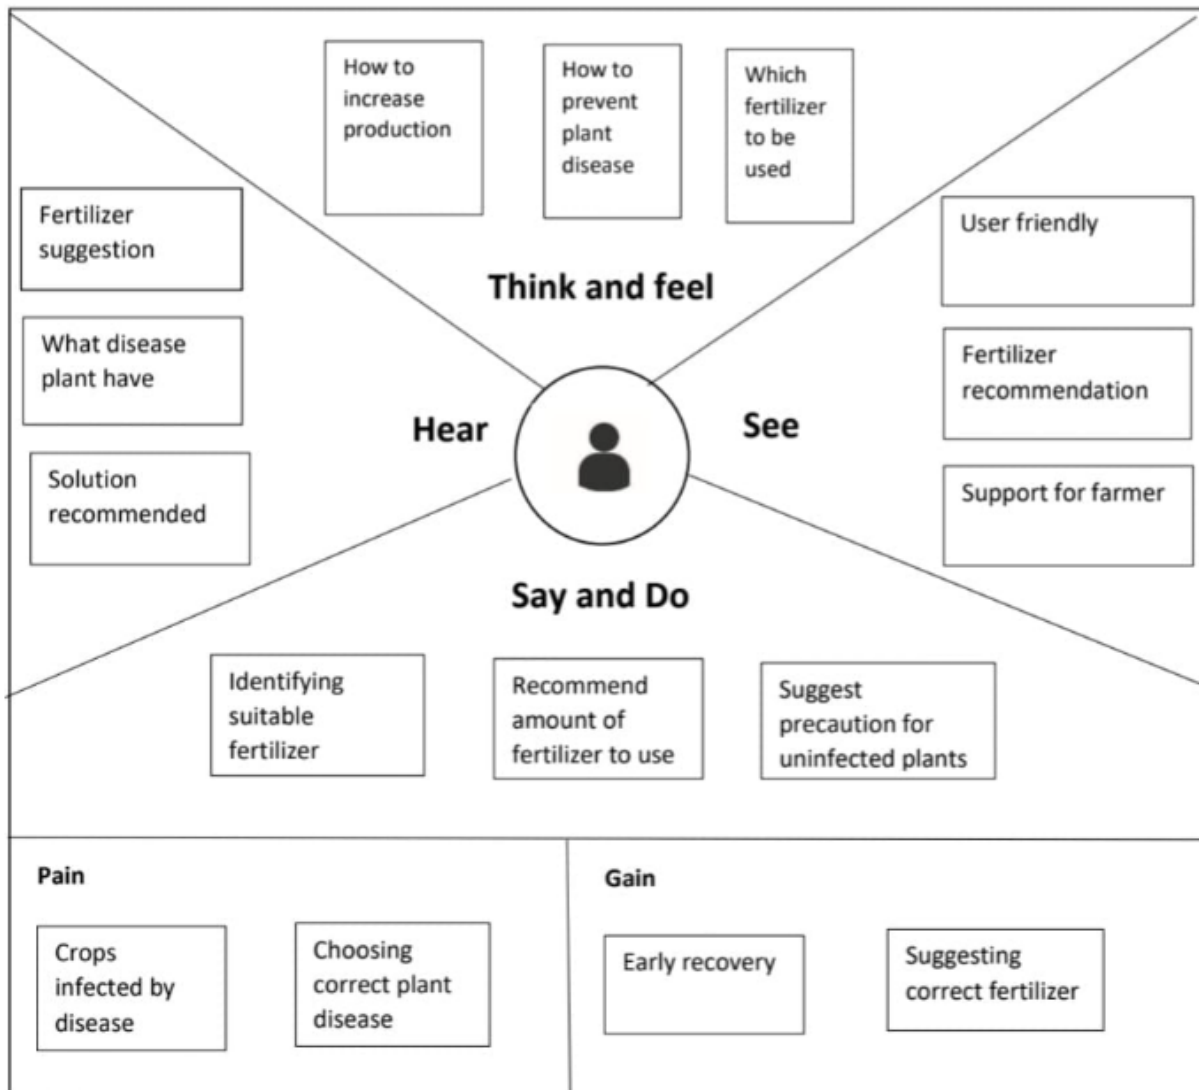 How to
increase
production
How to
prevent
plant
disease
Which
fertilizer
to be
used
Think and feel
Fertilizer
suggestion
What disease
plant have
Solution
recommended
Hear
See
User friendly
Fertilizer
recommendation
Support for farmer
Say and Do
Identifying
suitable
fertilizer
Recommend
amount of
fertilizer to use
Suggest
precaution for
uninfected plants
Pain
Crops
infected by
disease
Choosing
correct plant
disease
Gain
Early recovery
Suggesting
correct fertilizer